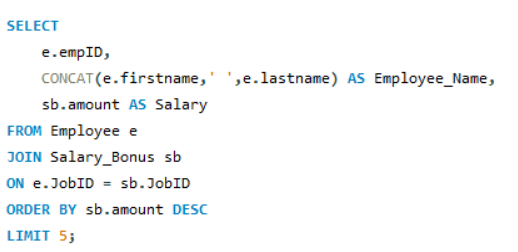 SELECT
e.empID,
CONCAT(e.firstname,' ',e.lastname) AS Employee_Name,
sb.amount AS Salary
FROM Employee e
JOIN Salary_Bonus sb
ON e.JobID = sb.JobID
ORDER BY sb.amount DESC
LIMIT 5;